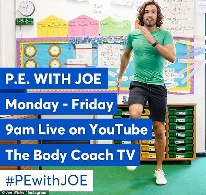 P.E. WITH JOE
Monday - Friday
9am Live on YouTube
The Body Coach TV
#PEwithJOE